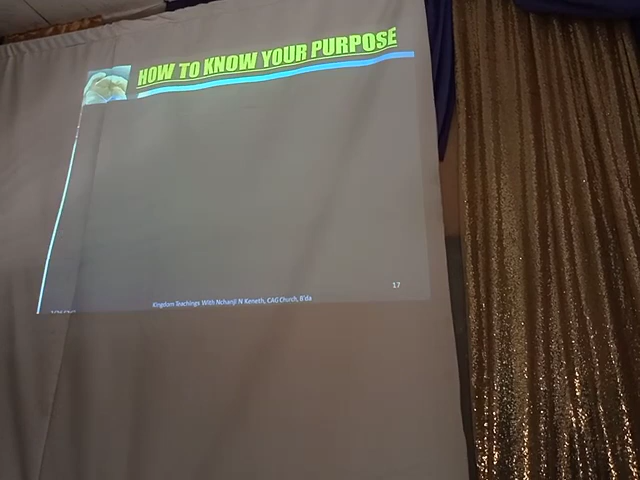 HOW TO KNOW YOUR PURPOSE
Kingdom Teachings With Nchanji N Keneth, CAG Church, B'da
17